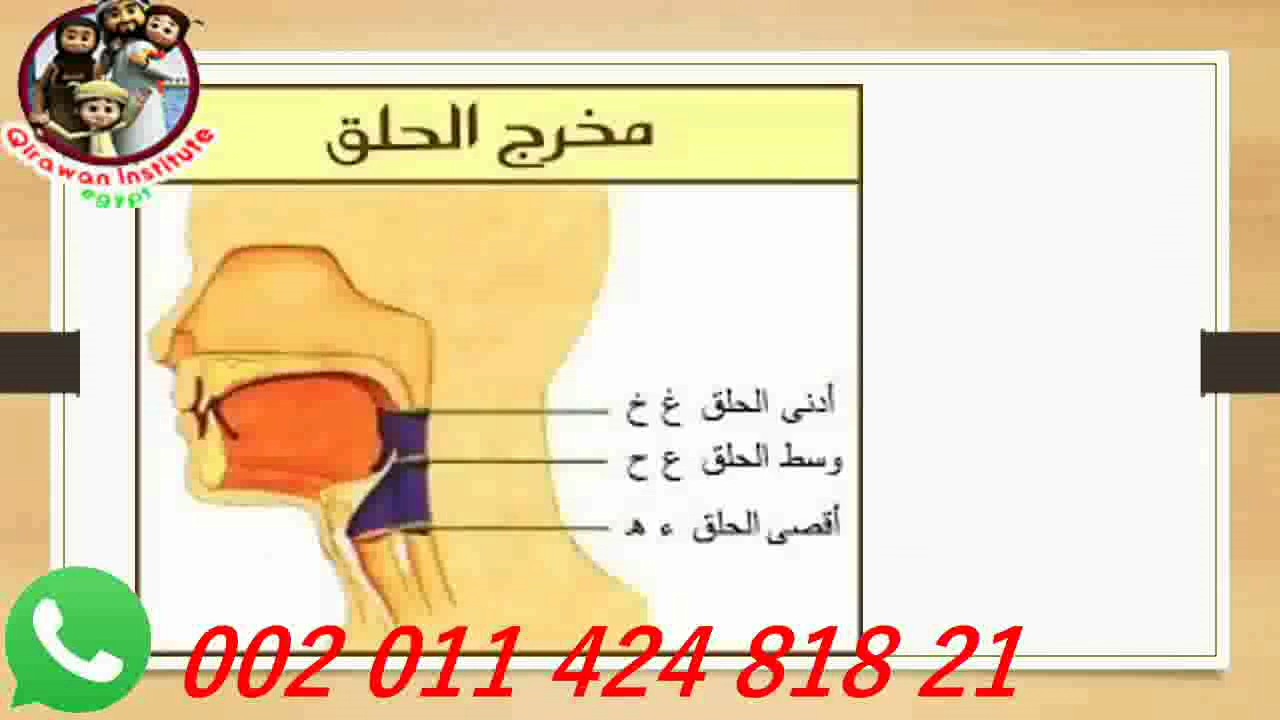 Qirawan Institute
egypt
مخرج الحلق
أدنى الحلق غ خ
وسط الحلق ع ح
أقصى الحلق ء هـ
002 011 424 818 21